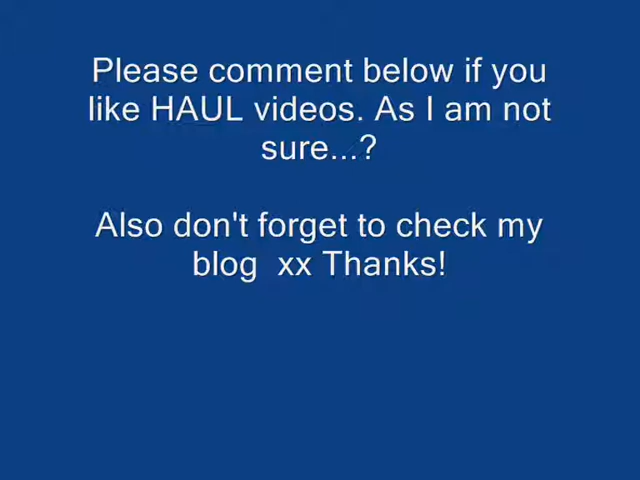 Please comment below if you
like HAUL videos. As I am not
sure...?
Also don't forget to check my
blog  xx Thanks!